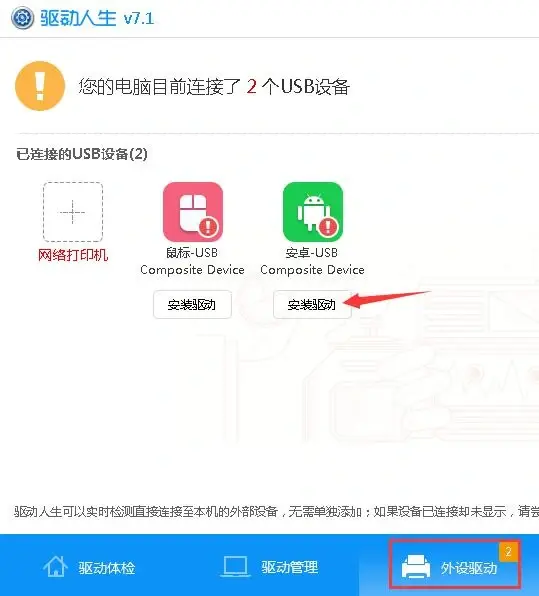 驱动人生 v7.1
您的电脑目前连接了 2 个USB设备
已连接的USB设备(2)
网络打印机
鼠标-USB
Composite Device
安装驱动
安卓-USB
Composite Device
安装驱动
驱动人生可以实时检测直接连接至本机的外部设备，无需单独添加；如果设备已连接却未显示，请尝
驱动体检
驱动管理
外设驱动
2